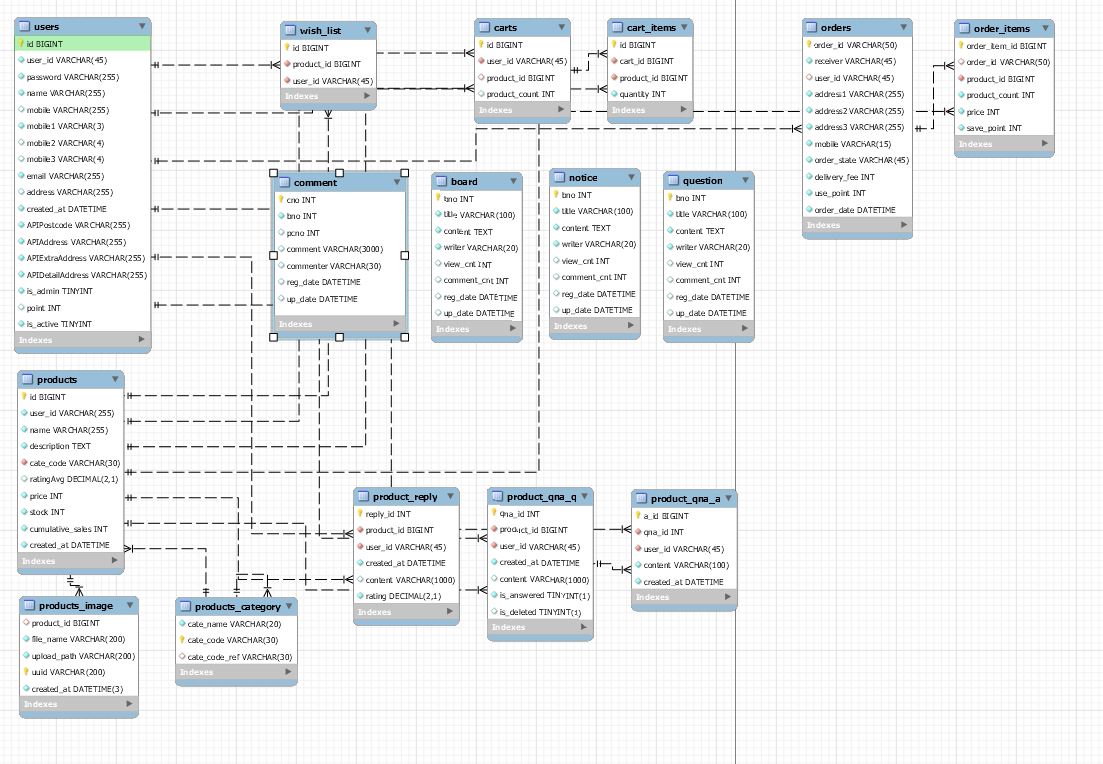 users
id BIGINT
user_id VARCHAR(45)
password VARCHAR(255)
name VARCHAR(255)
mobile VARCHAR(255)
mobile1 VARCHAR(3)
mobile2 VARCHAR(4)
mobile3 VARCHAR(4)
email VARCHAR(255)
address VARCHAR(255)
created_at DATETIME
APIPostcode VARCHAR(255)
APIAddress VARCHAR(255)
APIExtraAddress VARCHAR(255)
APIDetailAddress VARCHAR(255)
is_admin TINYINT
point INT
is_active TINYINT
Indexes
wish_list
id BIGINT
product_id BIGINT
user_id VARCHAR(45)
Indexes
carts
id BIGINT
user_id VARCHAR(45)
product_id BIGINT
product_count INT
Indexes
cart_items
id BIGINT
cart_id BIGINT
product_id BIGINT
quantity INT
Indexes
orders
order_id VARCHAR(50)
receiver VARCHAR(45)
user_id VARCHAR(45)
address1 VARCHAR(255)
address2 VARCHAR(255)
address3 VARCHAR(255)
mobile VARCHAR(15)
order_state VARCHAR(45)
delivery_fee INT
use_point INT
order_date DATETIME
Indexes
order_items
order_item_id BIGINT
order_id VARCHAR(50)
product_id BIGINT
product_count INT
price INT
save_point INT
Indexes
comment
cno INT
bno INT
pcno INT
comment VARCHAR(3000)
commenter VARCHAR(30)
reg_date DATETIME
up_date DATETIME
Indexes
board
bno INT
title VARCHAR(100)
content TEXT
writer VARCHAR(20)
view_cnt INT
comment_cnt INT
reg_date DATETIME
up_date DATETIME
Indexes
notice
bno INT
title VARCHAR(100)
content TEXT
writer VARCHAR(20)
view_cnt INT
comment_cnt INT
reg_date DATETIME
up_date DATETIME
Indexes
question
bno INT
title VARCHAR(100)
content TEXT
writer VARCHAR(20)
view_cnt INT
comment_cnt INT
reg_date DATETIME
up_date DATETIME
Indexes
products
id BIGINT
user_id VARCHAR(255)
name VARCHAR(255)
description TEXT
cate_code VARCHAR(30)
ratingAvg DECIMAL(2,1)
price INT
stock INT
cumulative_sales INT
created_at DATETIME
Indexes
product_reply
reply_id INT
product_id BIGINT
user_id VARCHAR(45)
created_at DATETIME
content VARCHAR(1000)
rating DECIMAL(2,1)
Indexes
product_qna_q
qna_id INT
product_id BIGINT
user_id VARCHAR(45)
created_at DATETIME
content VARCHAR(1000)
is_answered TINYINT(1)
is_deleted TINYINT(1)
Indexes
product_qna_a
a_id BIGINT
qna_id INT
user_id VARCHAR(45)
content VARCHAR(100)
created_at DATETIME
Indexes
products_image
product_id BIGINT
file_name VARCHAR(200)
upload_path VARCHAR(200)
uuid VARCHAR(200)
created_at DATETIME(3)
Indexes
products_category
cate_name VARCHAR(20)
cate_code VARCHAR(30)
cate_code_ref VARCHAR(30)
Indexes